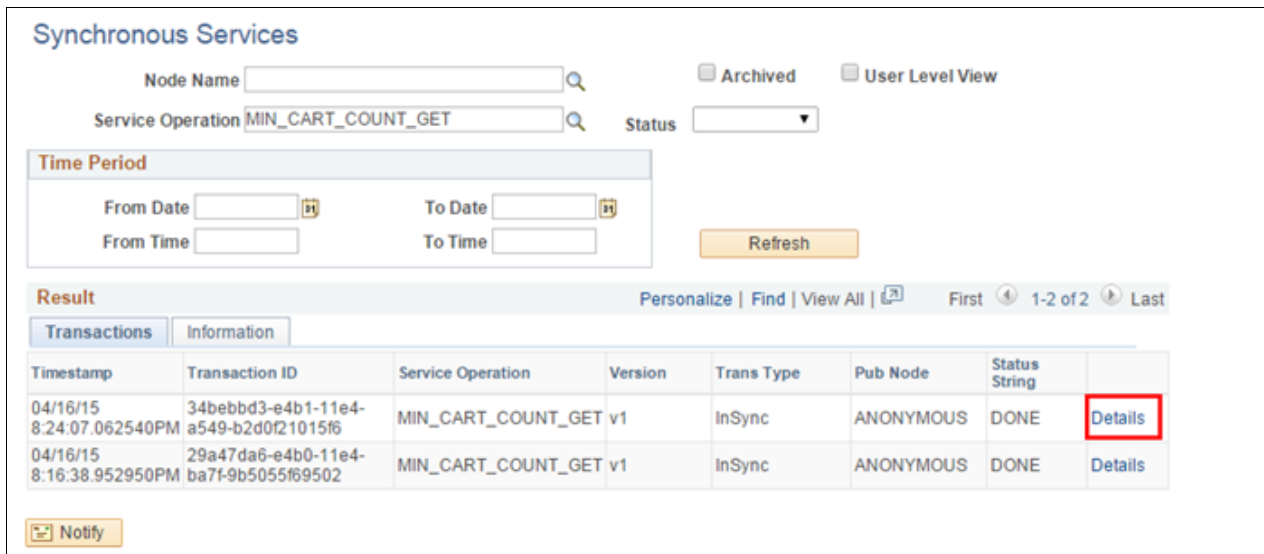 Synchronous Services
Node Name Archived User Level View
Service Operation MIN_CART_COUNT_GET Status
Time Period
From Date To Date
From Time To Time Refresh
Result Personalize | Find | View All | First 1-2 of 2 Last
Transactions Information
Timestamp Transaction ID Service Operation Version Trans Type Pub Node Status String
04/16/15 8:24:07.062540PM 34bebbd3-e4b1-11e4-a549-b2d0f21015f6 MIN_CART_COUNT_GET v1 InSync ANONYMOUS DONE Details
04/16/15 8:16:38.952950PM 29a47da6-e4b0-11e4-ba7f-9b5055f69502 MIN_CART_COUNT_GET v1 InSync ANONYMOUS DONE Details
Notify